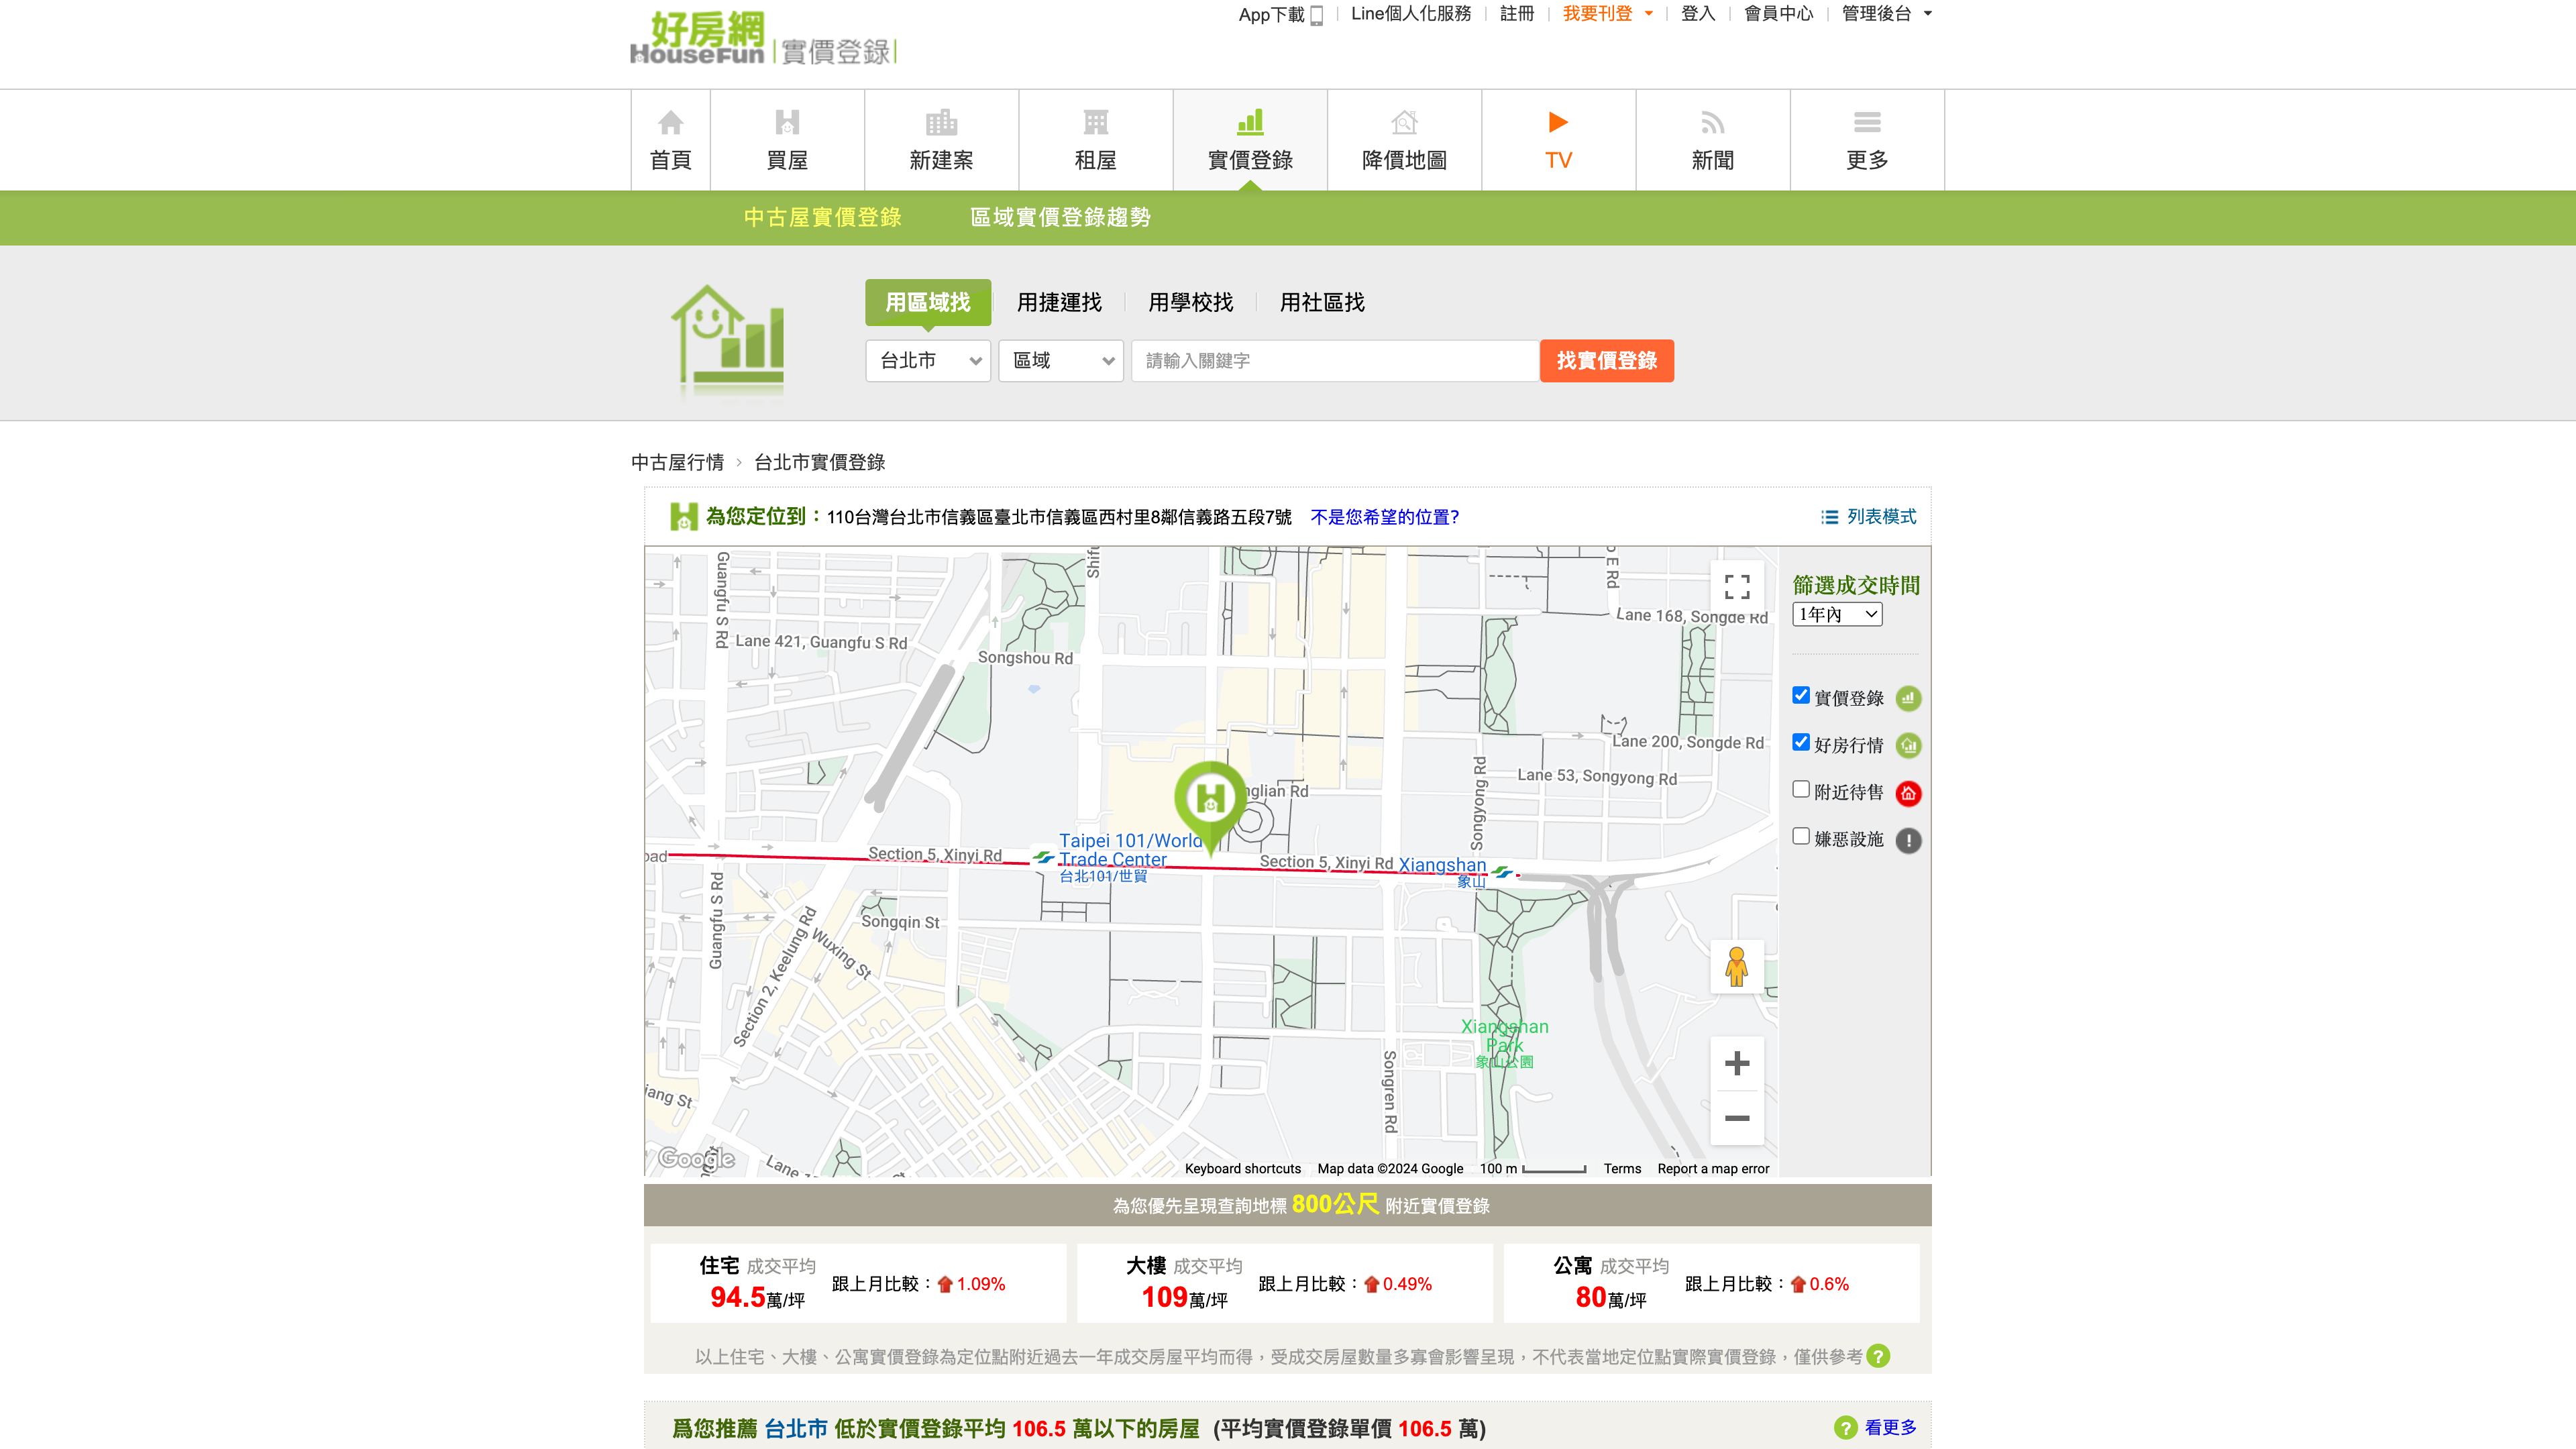 App下載
Line個人化服務
註冊
我要刊登
登入
會員中心
管理後台
好房網
HouseFun
實價登錄
首頁
買屋
新建案
租屋
實價登錄
降價地圖
TV
新聞
更多
中古屋實價登錄
區域實價登錄趨勢
用區域找
用捷運找
用學校找
用社區找
台北市
區域
請輸入關鍵字
找實價登錄
中古屋行情 › 台北市實價登錄
為您定位到：110台灣台北市信義區臺北市信義區西村里8鄰信義路五段7號 不是您希望的位置?
列表模式
篩選成交時間
1年內
實價登錄
好房行情
附近待售
嫌惡設施
Guangfu S Rd
Shifu
Lane 168, Songde Rd
Lane 421, Guangfu S Rd
Songshou Rd
Lane 200, Songde Rd
Lane 53, Songyong Rd
Songyong Rd
Taipei 101/World
Trade Center
台北101/世貿
Section 5, Xinyi Rd
Section 5, Xinyi Rd
Xiangshan
象山
Songqin St
Guangfu S Rd
Wuxing St
Section 2, Keelung Rd
Xiangshan
Park
象山公園
Songren Rd
Google
Keyboard shortcuts
Map data ©2024 Google
100 m
Terms
Report a map error
為您優先呈現查詢地標 800公尺 附近實價登錄
住宅 成交平均
94.5萬/坪
跟上月比較：1.09%
大樓 成交平均
109萬/坪
跟上月比較：0.49%
公寓 成交平均
80萬/坪
跟上月比較：0.6%
以上住宅、大樓、公寓實價登錄為定位點附近過去一年成交房屋平均而得，受成交房屋數量多寡會影響呈現，不代表當地定位點實際實價登錄，僅供參考 ?
爲您推薦 台北市 低於實價登錄平均 106.5 萬以下的房屋 (平均實價登錄單價 106.5 萬)
? 看更多